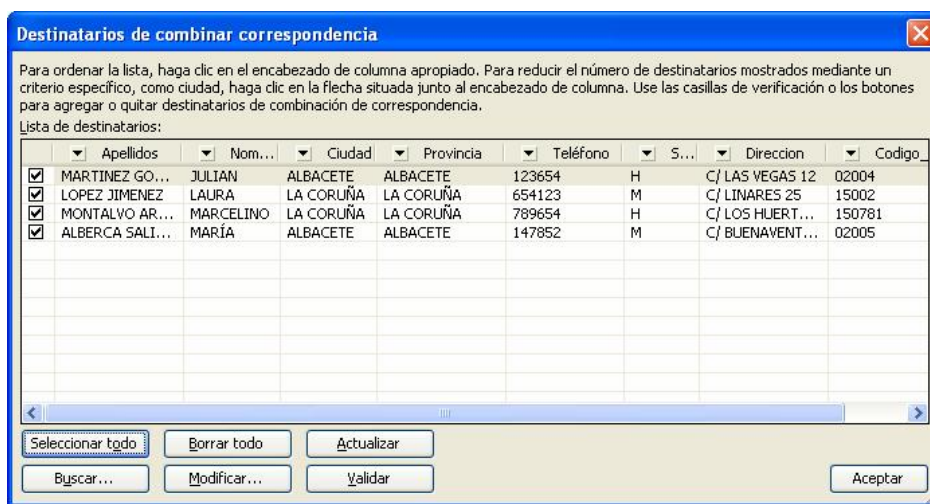 Destinatarios de combinar correspondencia
Para ordenar la lista, haga clic en el encabezado de columna apropiado. Para reducir el número de destinatarios mostrados mediante un
criterio específico, como ciudad, haga clic en la flecha situada junto al encabezado de columna. Use las casillas de verificación o los botones
para agregar o quitar destinatarios de combinación de correspondencia.
Lista de destinatarios:
Apellidos Nom... Ciudad Provincia Teléfono S... Direccion Codigo_
MARTINEZ GO... JULIAN ALBACETE ALBACETE 123654 H C/ LAS VEGAS 12 02004
LOPEZ JIMENEZ LAURA LA CORUÑA LA CORUÑA 654123 M C/ LINARES 25 15002
MONTALVO AR... MARCELINO LA CORUÑA LA CORUÑA 789654 H C/ LOS HUERT... 150781
ALBERCA SALI... MARÍA ALBACETE ALBACETE 147852 M C/ BUENAVENT... 02005
Seleccionar todo Borrar todo Actualizar
Buscar... Modificar... Validar Aceptar